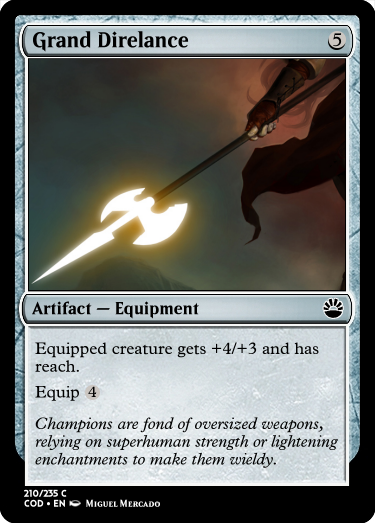 Grand Direlance 5
Artifact — Equipment
Equipped creature gets +4/+3 and has
reach.
Equip 4
Champions are fond of oversized weapons,
relying on superhuman strength or lightening
enchantments to make them wieldy.
210/235 C
COD • EN Miguel Mercado